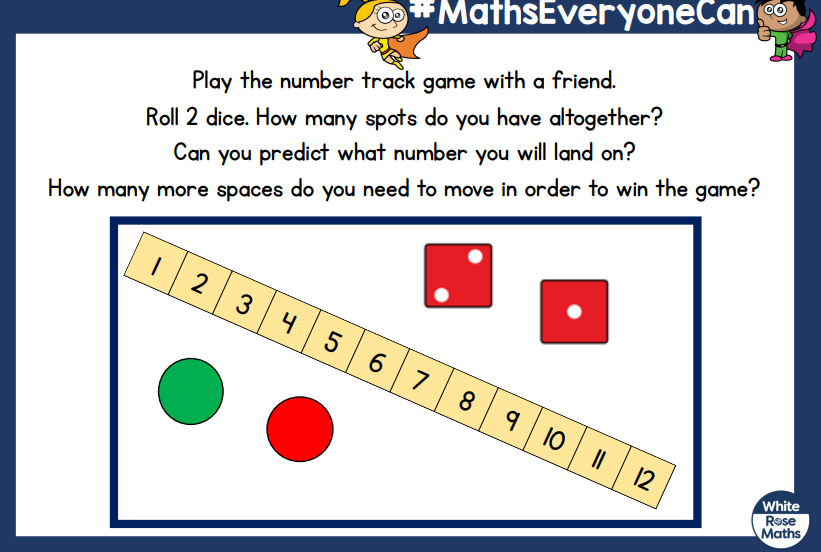 #MathsEveryoneCan
Play the number track game with a friend.
Roll 2 dice. How many spots do you have altogether?
Can you predict what number you will land on?
How many more spaces do you need to move in order to win the game?
1 2 3 4 5 6 7 8 9 10 11 12
White
Rose
Maths